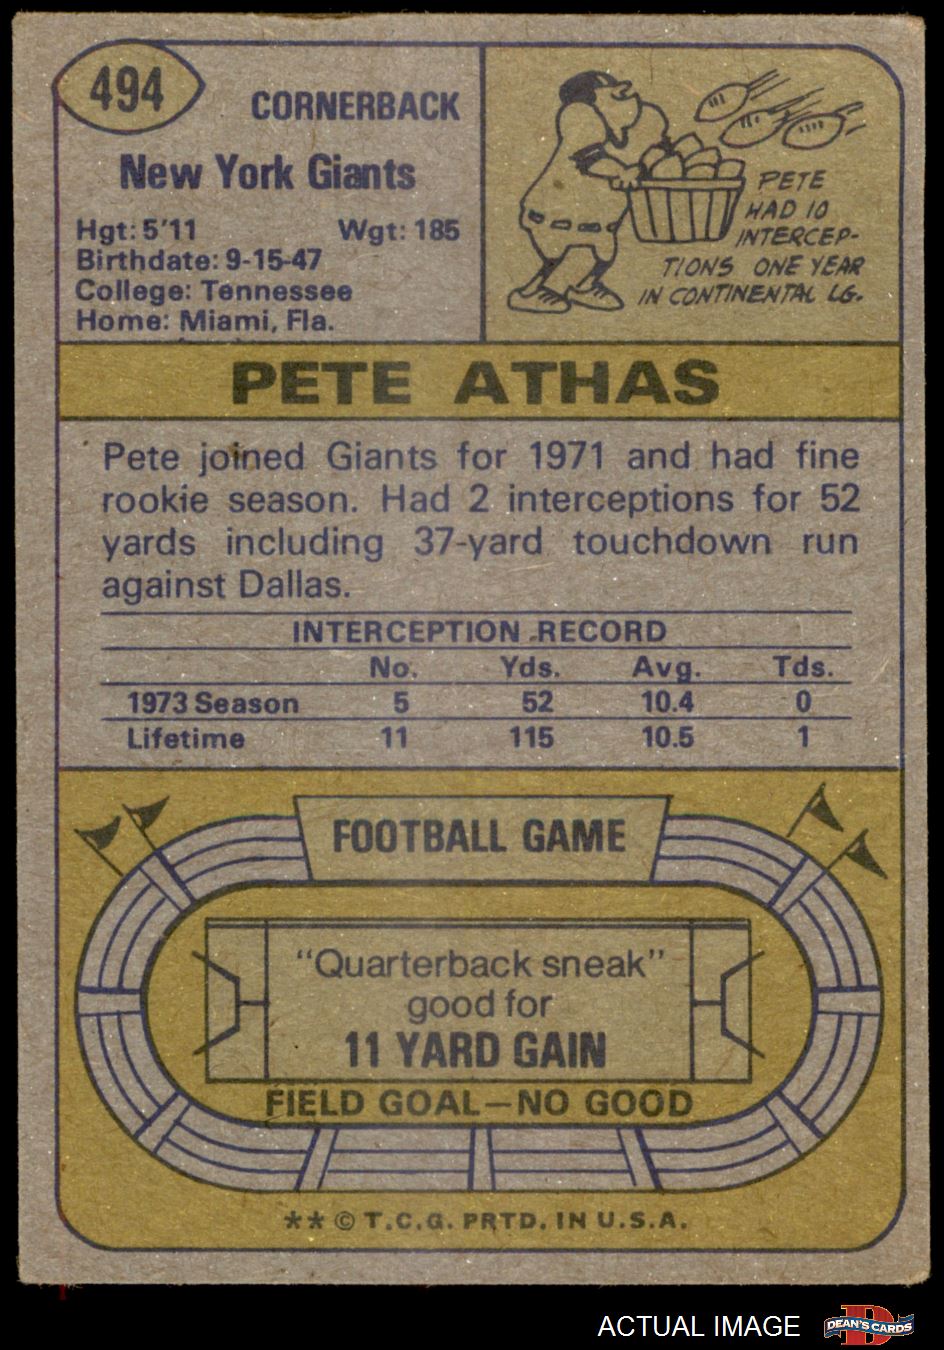 494
CORNERBACK
New York Giants
Hgt: 5'11 Wgt: 185
Birthdate: 9-15-47
College: Tennessee
Home: Miami, Fla.
PETE
HAD 10
INTERCEP-
TIONS ONE YEAR
IN CONTINENTAL LG.
PETE ATHAS
Pete joined Giants for 1971 and had fine
rookie season. Had 2 interceptions for 52
yards including 37-yard touchdown run
against Dallas.
INTERCEPTION RECORD
No. Yds. Avg. Tds.
1973 Season 5 52 10.4 0
Lifetime 11 115 10.5 1
FOOTBALL GAME
"Quarterback sneak"
good for
11 YARD GAIN
FIELD GOAL—NO GOOD
** © T.C.G. PRTD. IN U.S.A.
ACTUAL IMAGE
DEAN'S CARDS